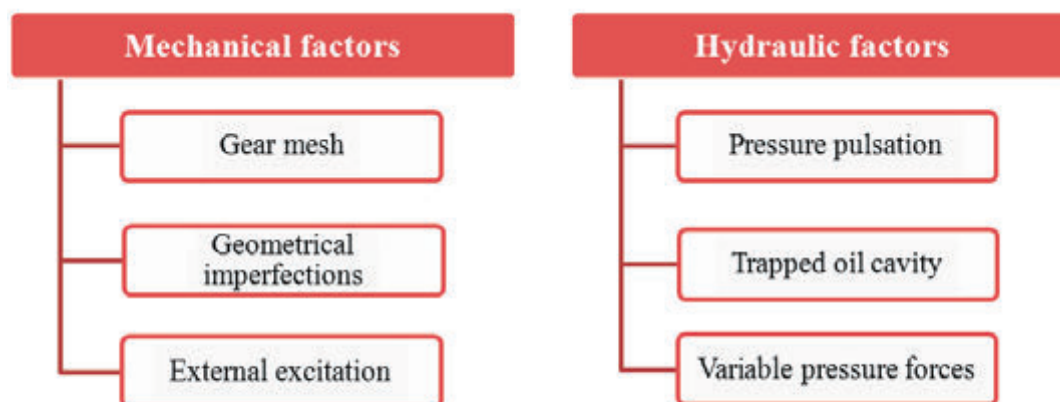 Mechanical factors
Gear mesh
Geometrical
imperfections
External excitation
Hydraulic factors
Pressure pulsation
Trapped oil cavity
Variable pressure forces